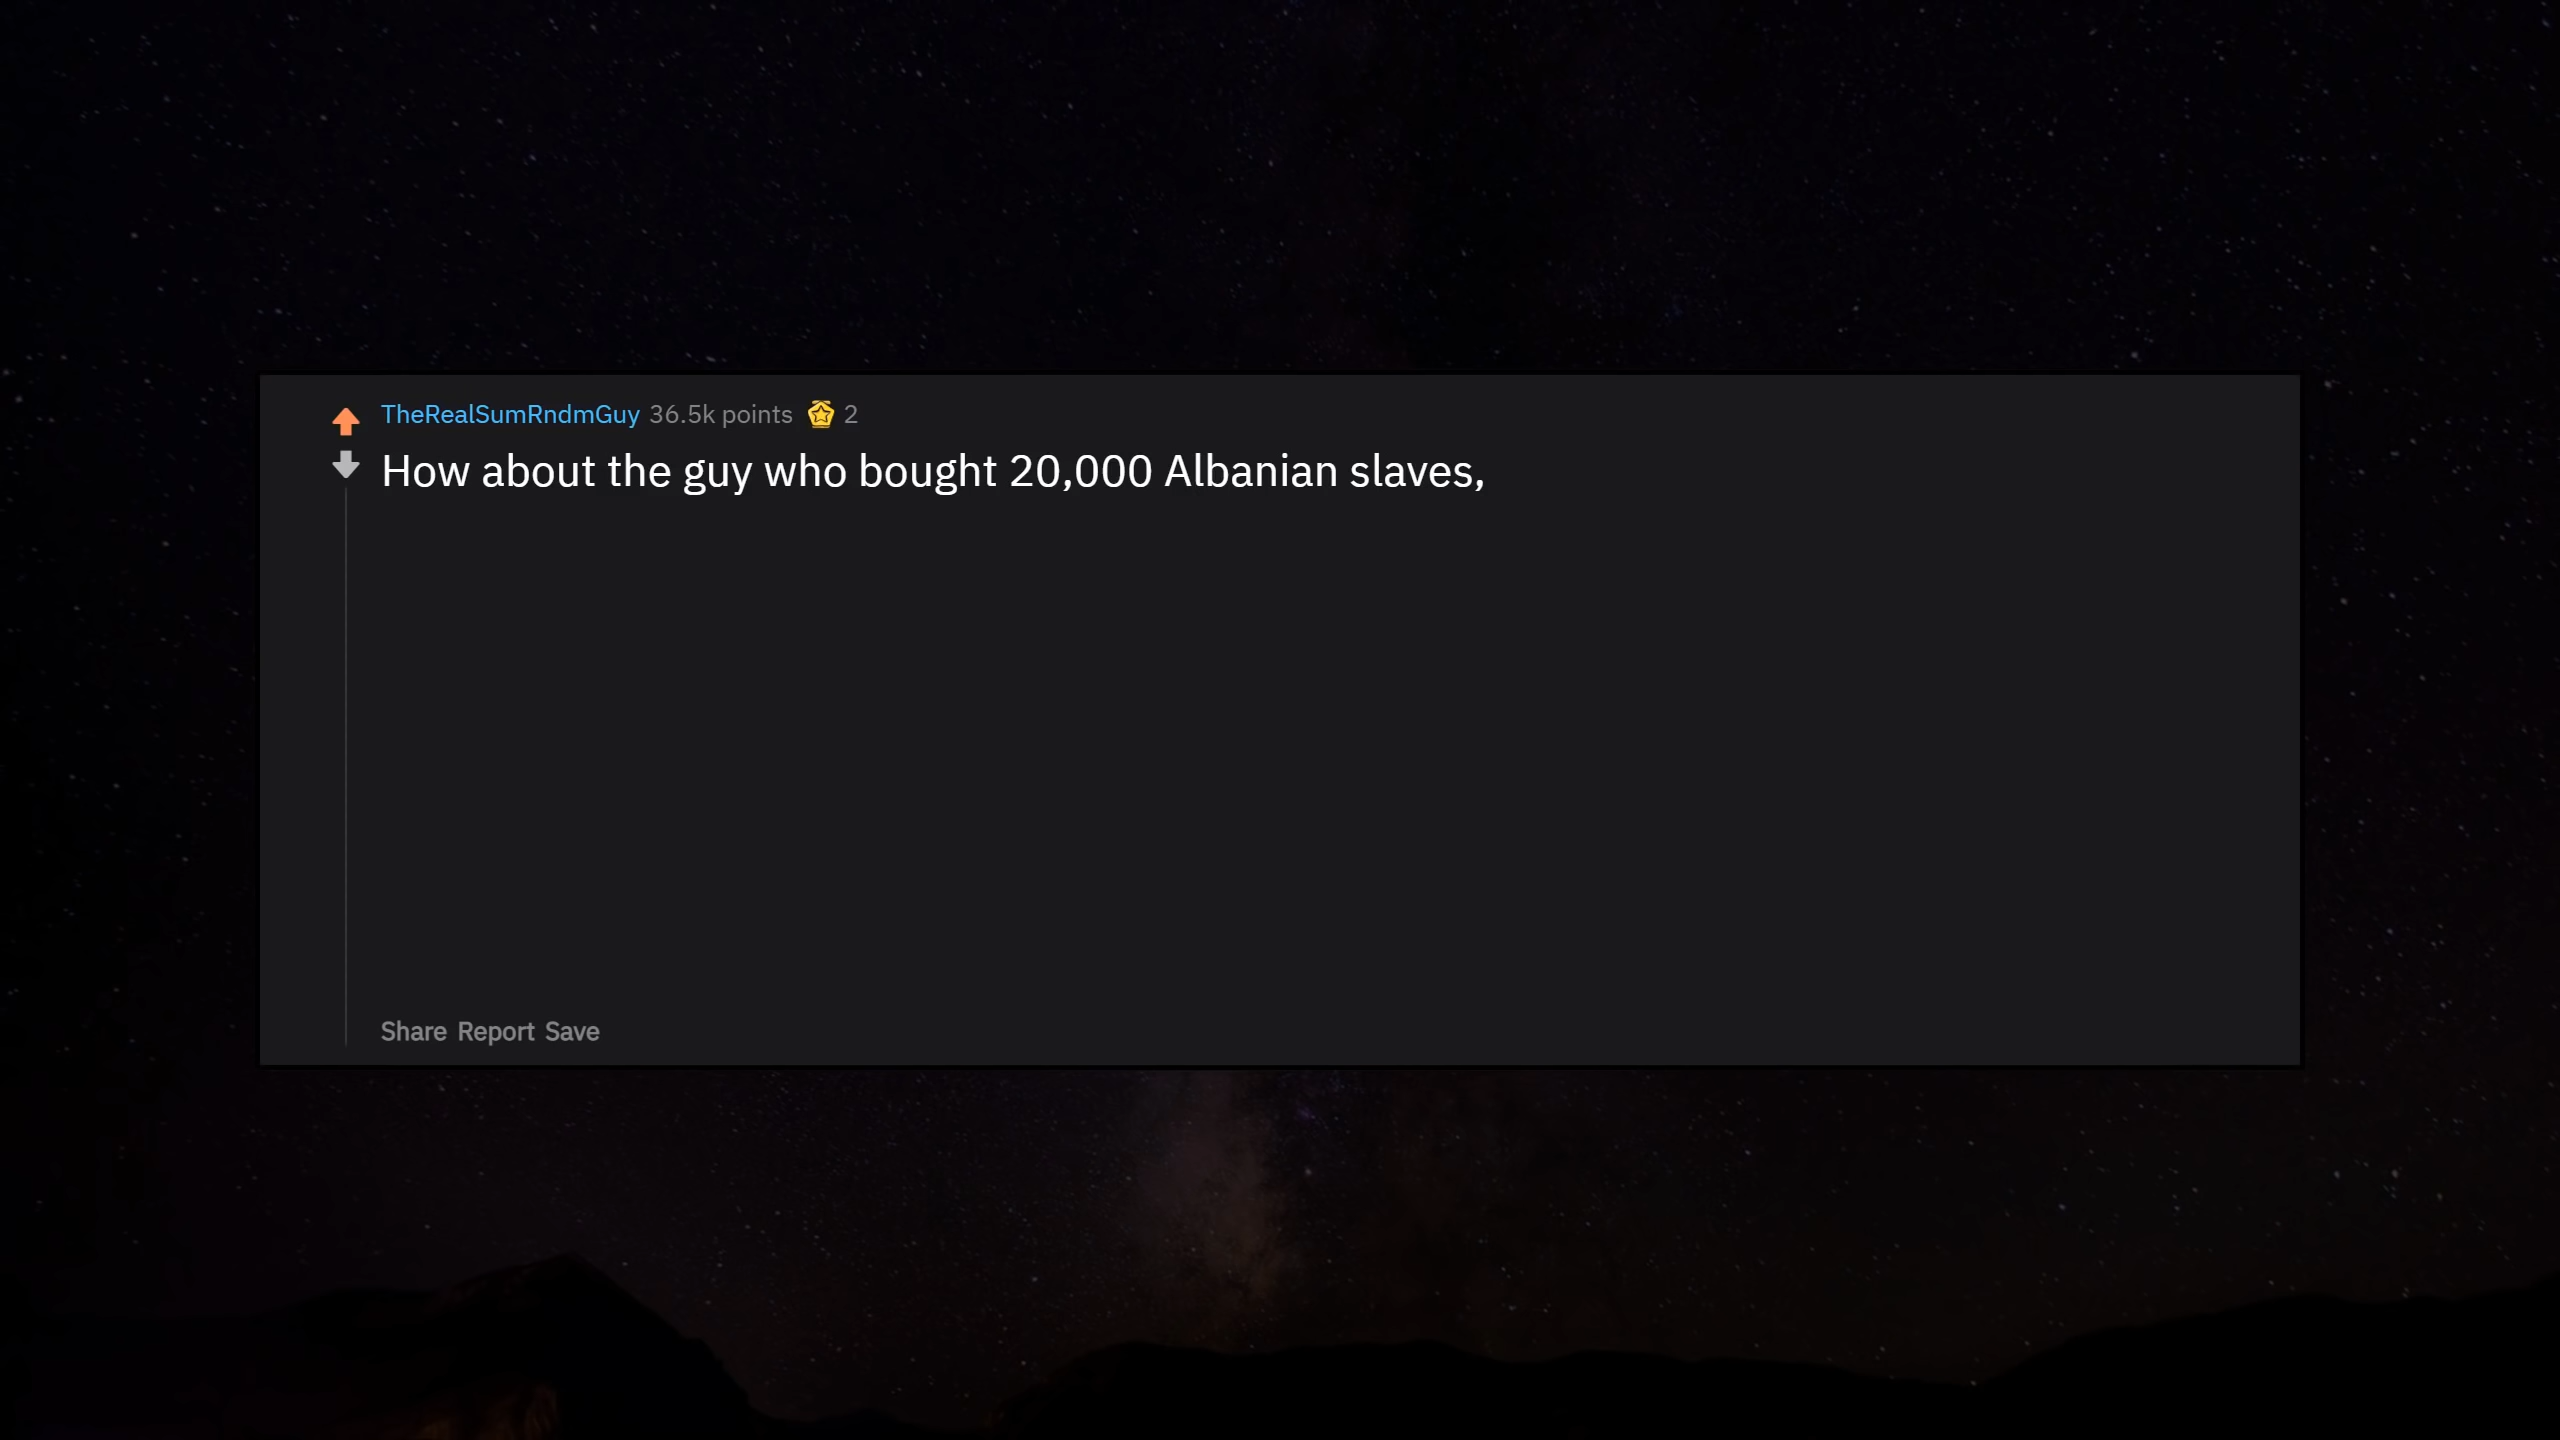 TheRealSumRndmGuy 36.5k points 2
How about the guy who bought 20,000 Albanian slaves,
Share Report Save